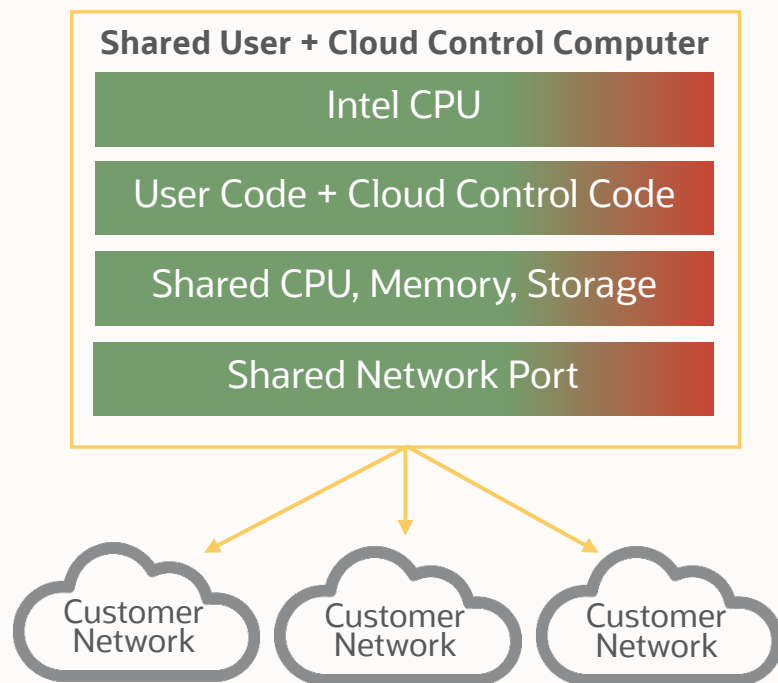 Shared User + Cloud Control Computer
Intel CPU
User Code + Cloud Control Code
Shared CPU, Memory, Storage
Shared Network Port
Customer
Network
Customer
Network
Customer
Network